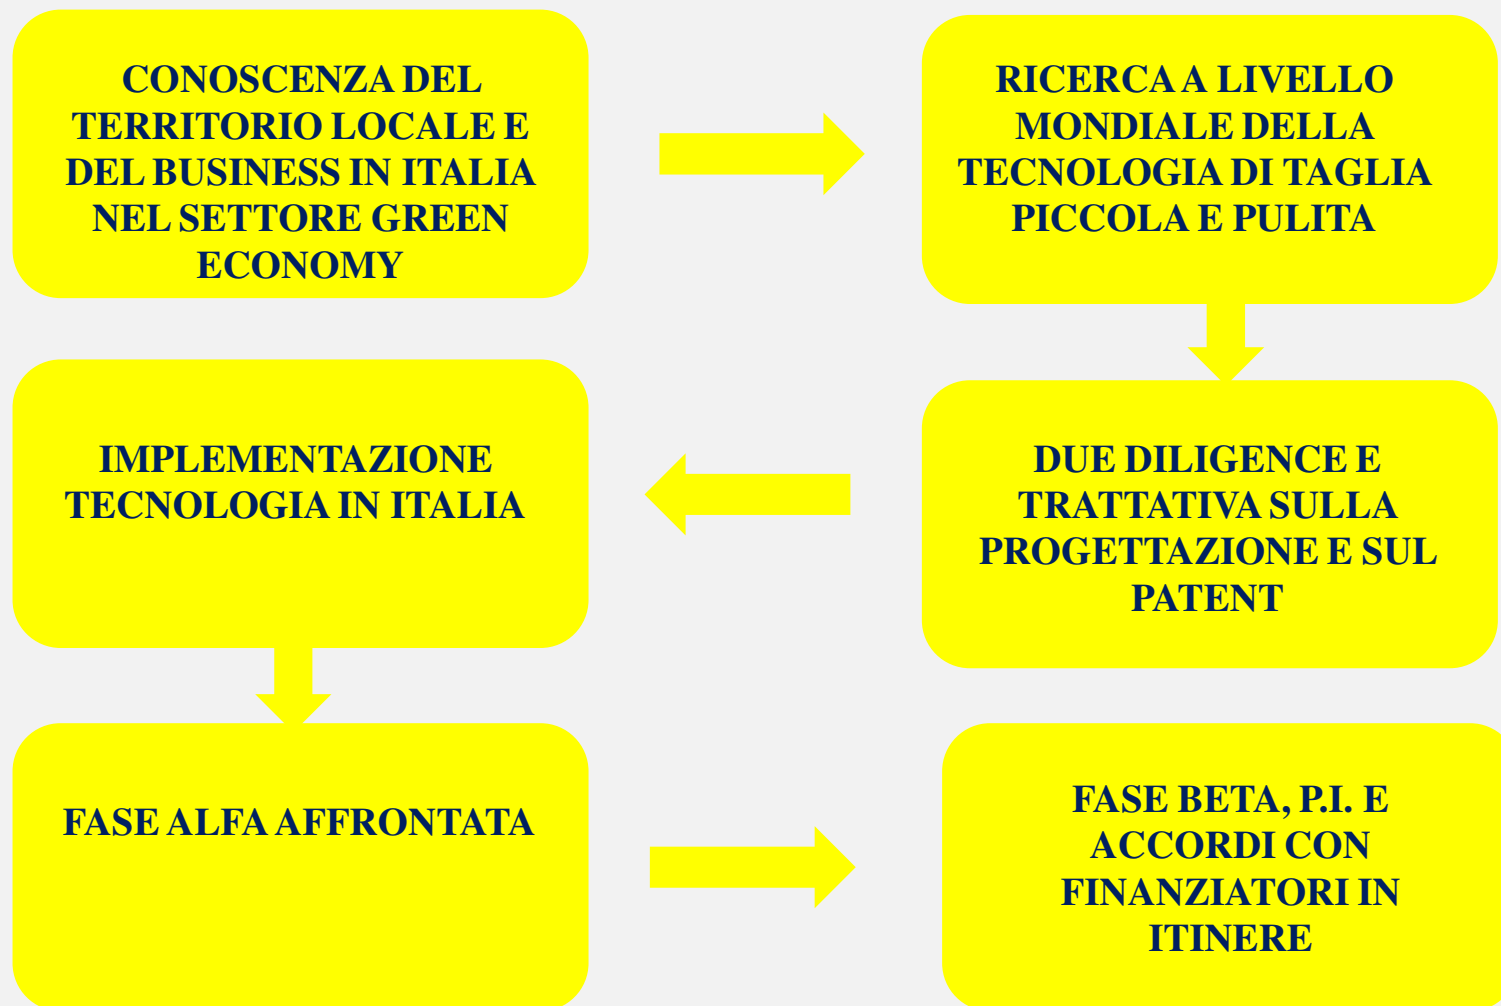 CONOSCENZA DEL
TERRITORIO LOCALE E
DEL BUSINESS IN ITALIA
NEL SETTORE GREEN
ECONOMY
RICERCA A LIVELLO
MONDIALE DELLA
TECNOLOGIA DI TAGLIA
PICCOLA E PULITA
DUE DILIGENCE E
TRATTATIVA SULLA
PROGETTAZIONE E SUL
PATENT
IMPLEMENTAZIONE
TECNOLOGIA IN ITALIA
FASE ALFA AFFRONTATA
FASE BETA, P.I. E
ACCORDI CON
FINANZIATORI IN
ITINERE